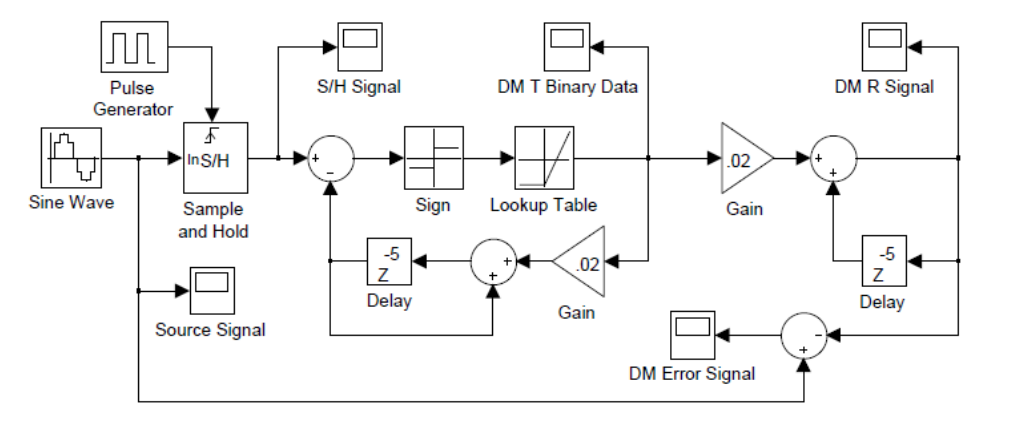 Pulse
Generator
S/H Signal
DM T Binary Data
DM R Signal
Sine Wave
In S/H
Sample
and Hold
+
-
Sign
Lookup Table
.02
Gain
+
+
-5
Z
Delay
+
+
.02
Gain
-5
Z
Delay
Source Signal
DM Error Signal
-
+